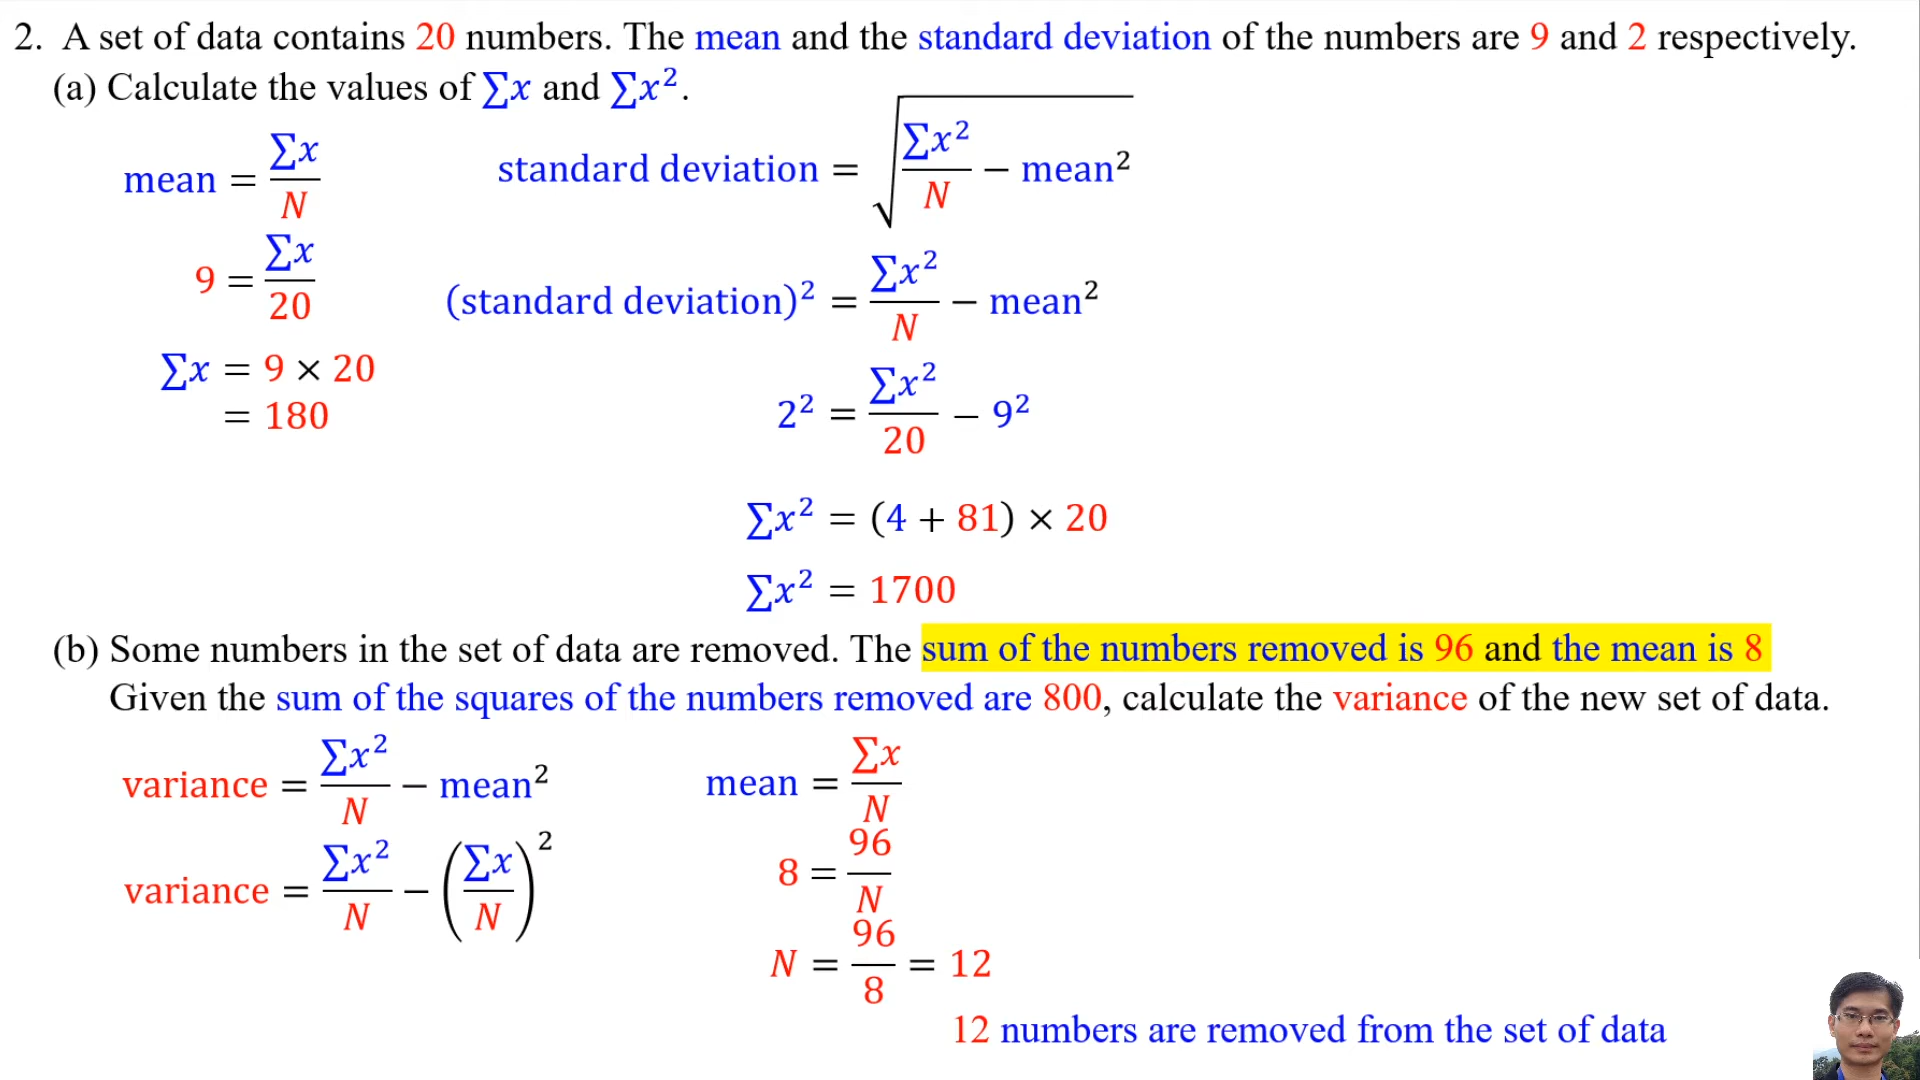 2. A set of data contains 20 numbers. The mean and the standard deviation of the numbers are 9 and 2 respectively.
(a) Calculate the values of ∑x and ∑x².
mean = ∑x/N
9 = ∑x/20
∑x = 9 × 20
= 180
standard deviation = √(∑x²/N − mean²)
(standard deviation)² = ∑x²/N − mean²
2² = ∑x²/20 − 9²
∑x² = (4 + 81) × 20
∑x² = 1700
(b) Some numbers in the set of data are removed. The sum of the numbers removed is 96 and the mean is 8
Given the sum of the squares of the numbers removed are 800, calculate the variance of the new set of data.
variance = ∑x²/N − mean²
variance = ∑x²/N − (∑x/N)²
mean = ∑x/N
8 = 96/N
N = 96/8 = 12
12 numbers are removed from the set of data